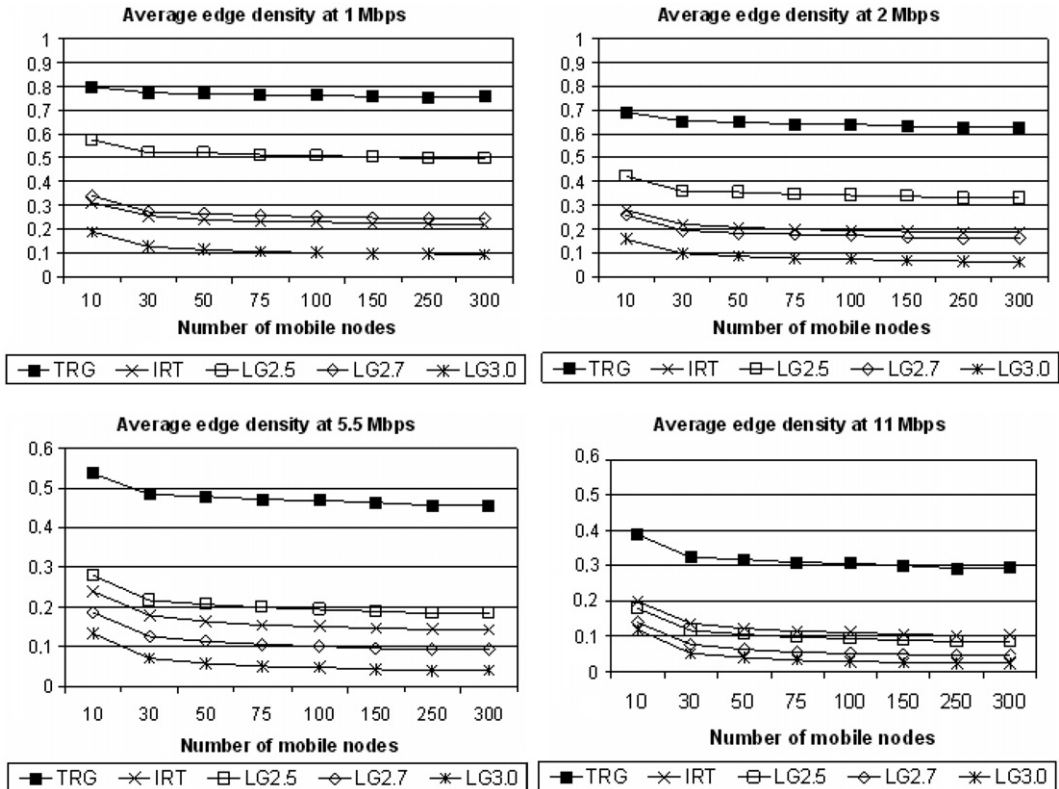 Average edge density at 1 Mbps
1
0.9
0.8
0.7
0.6
0.5
0.4
0.3
0.2
0.1
0
10 30 50 75 100 150 250 300
Number of mobile nodes
TRG IRT LG2.5 LG2.7 LG3.0
Average edge density at 2 Mbps
1
0.9
0.8
0.7
0.6
0.5
0.4
0.3
0.2
0.1
0
10 30 50 75 100 150 250 300
Number of mobile nodes
TRG IRT LG2.5 LG2.7 LG3.0
Average edge density at 5.5 Mbps
0.6
0.5
0.4
0.3
0.2
0.1
0
10 30 50 75 100 150 250 300
Number of mobile nodes
TRG IRT LG2.5 LG2.7 LG3.0
Average edge density at 11 Mbps
0,6
0.5
0.4
0.3
0.2
0.1
0
10 30 50 75 100 150 250 300
Number of mobile nodes
TRG IRT LG2.5 LG2.7 LG3.0